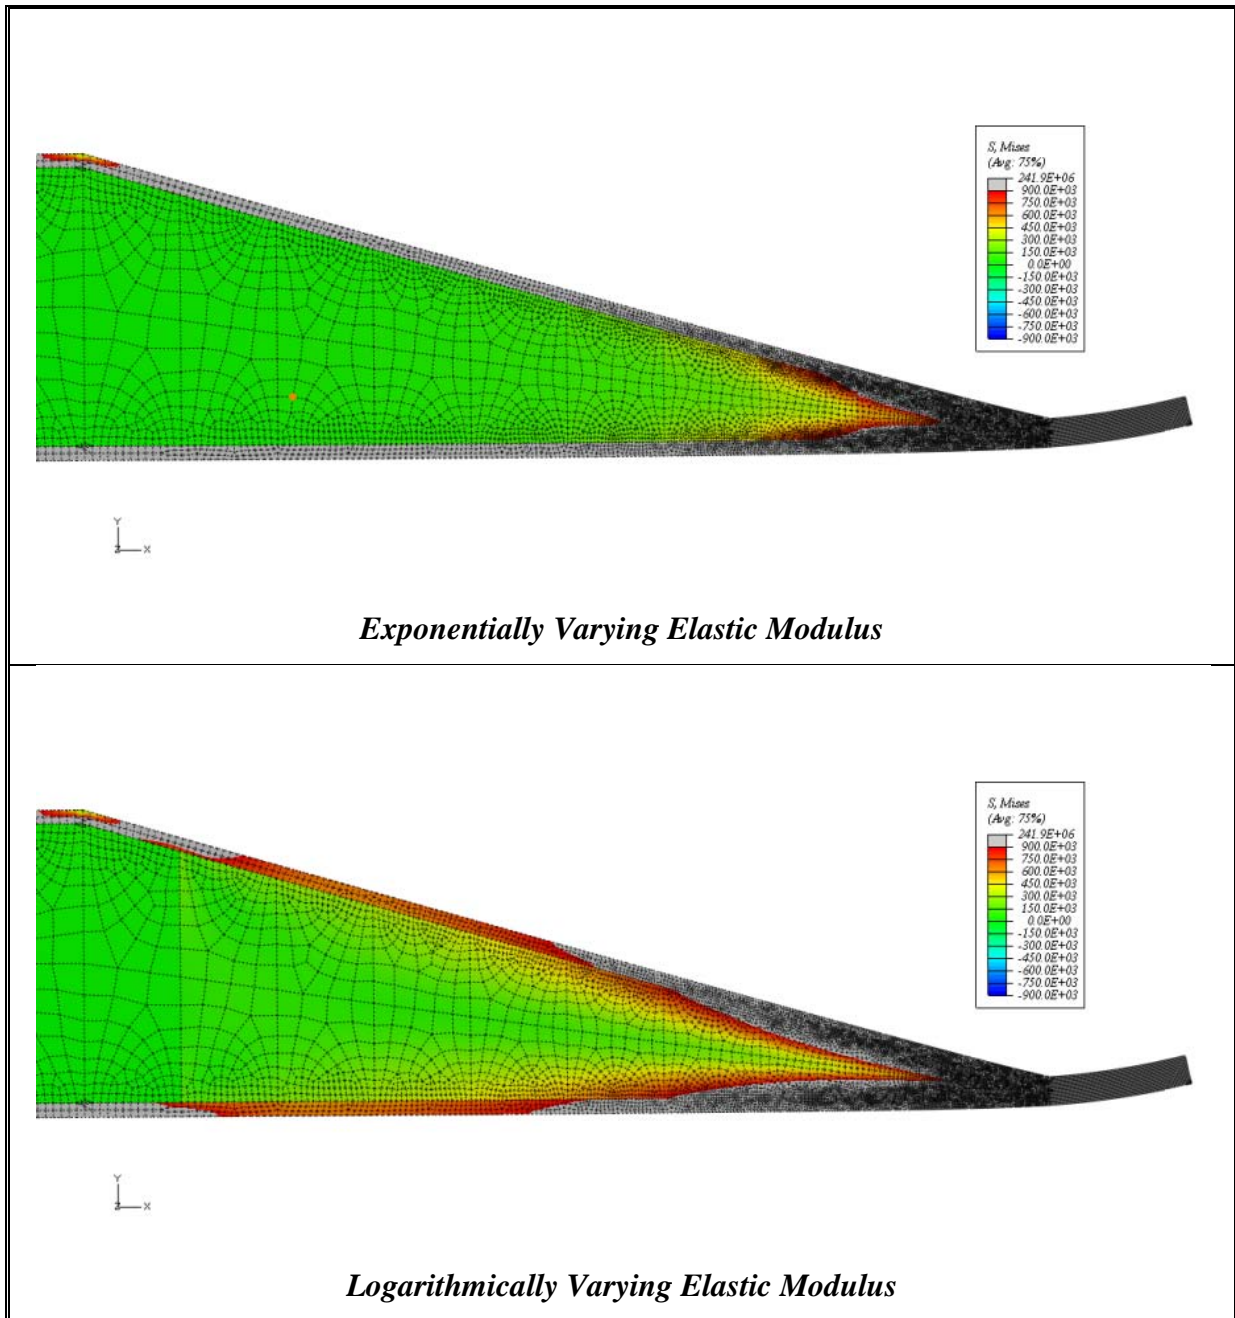 S, Mises
(Avg: 75%)
241.9E+06
900.0E+03
750.0E+03
600.0E+03
450.0E+03
300.0E+03
150.0E+03
0.0E+00
-150.0E+03
-300.0E+03
-450.0E+03
-600.0E+03
-750.0E+03
-900.0E+03
Y
Z X
Exponentially Varying Elastic Modulus
S, Mises
(Avg: 75%)
241.9E+06
900.0E+03
750.0E+03
600.0E+03
450.0E+03
300.0E+03
150.0E+03
0.0E+00
-150.0E+03
-300.0E+03
-450.0E+03
-600.0E+03
-750.0E+03
-900.0E+03
Y
Z X
Logarithmically Varying Elastic Modulus